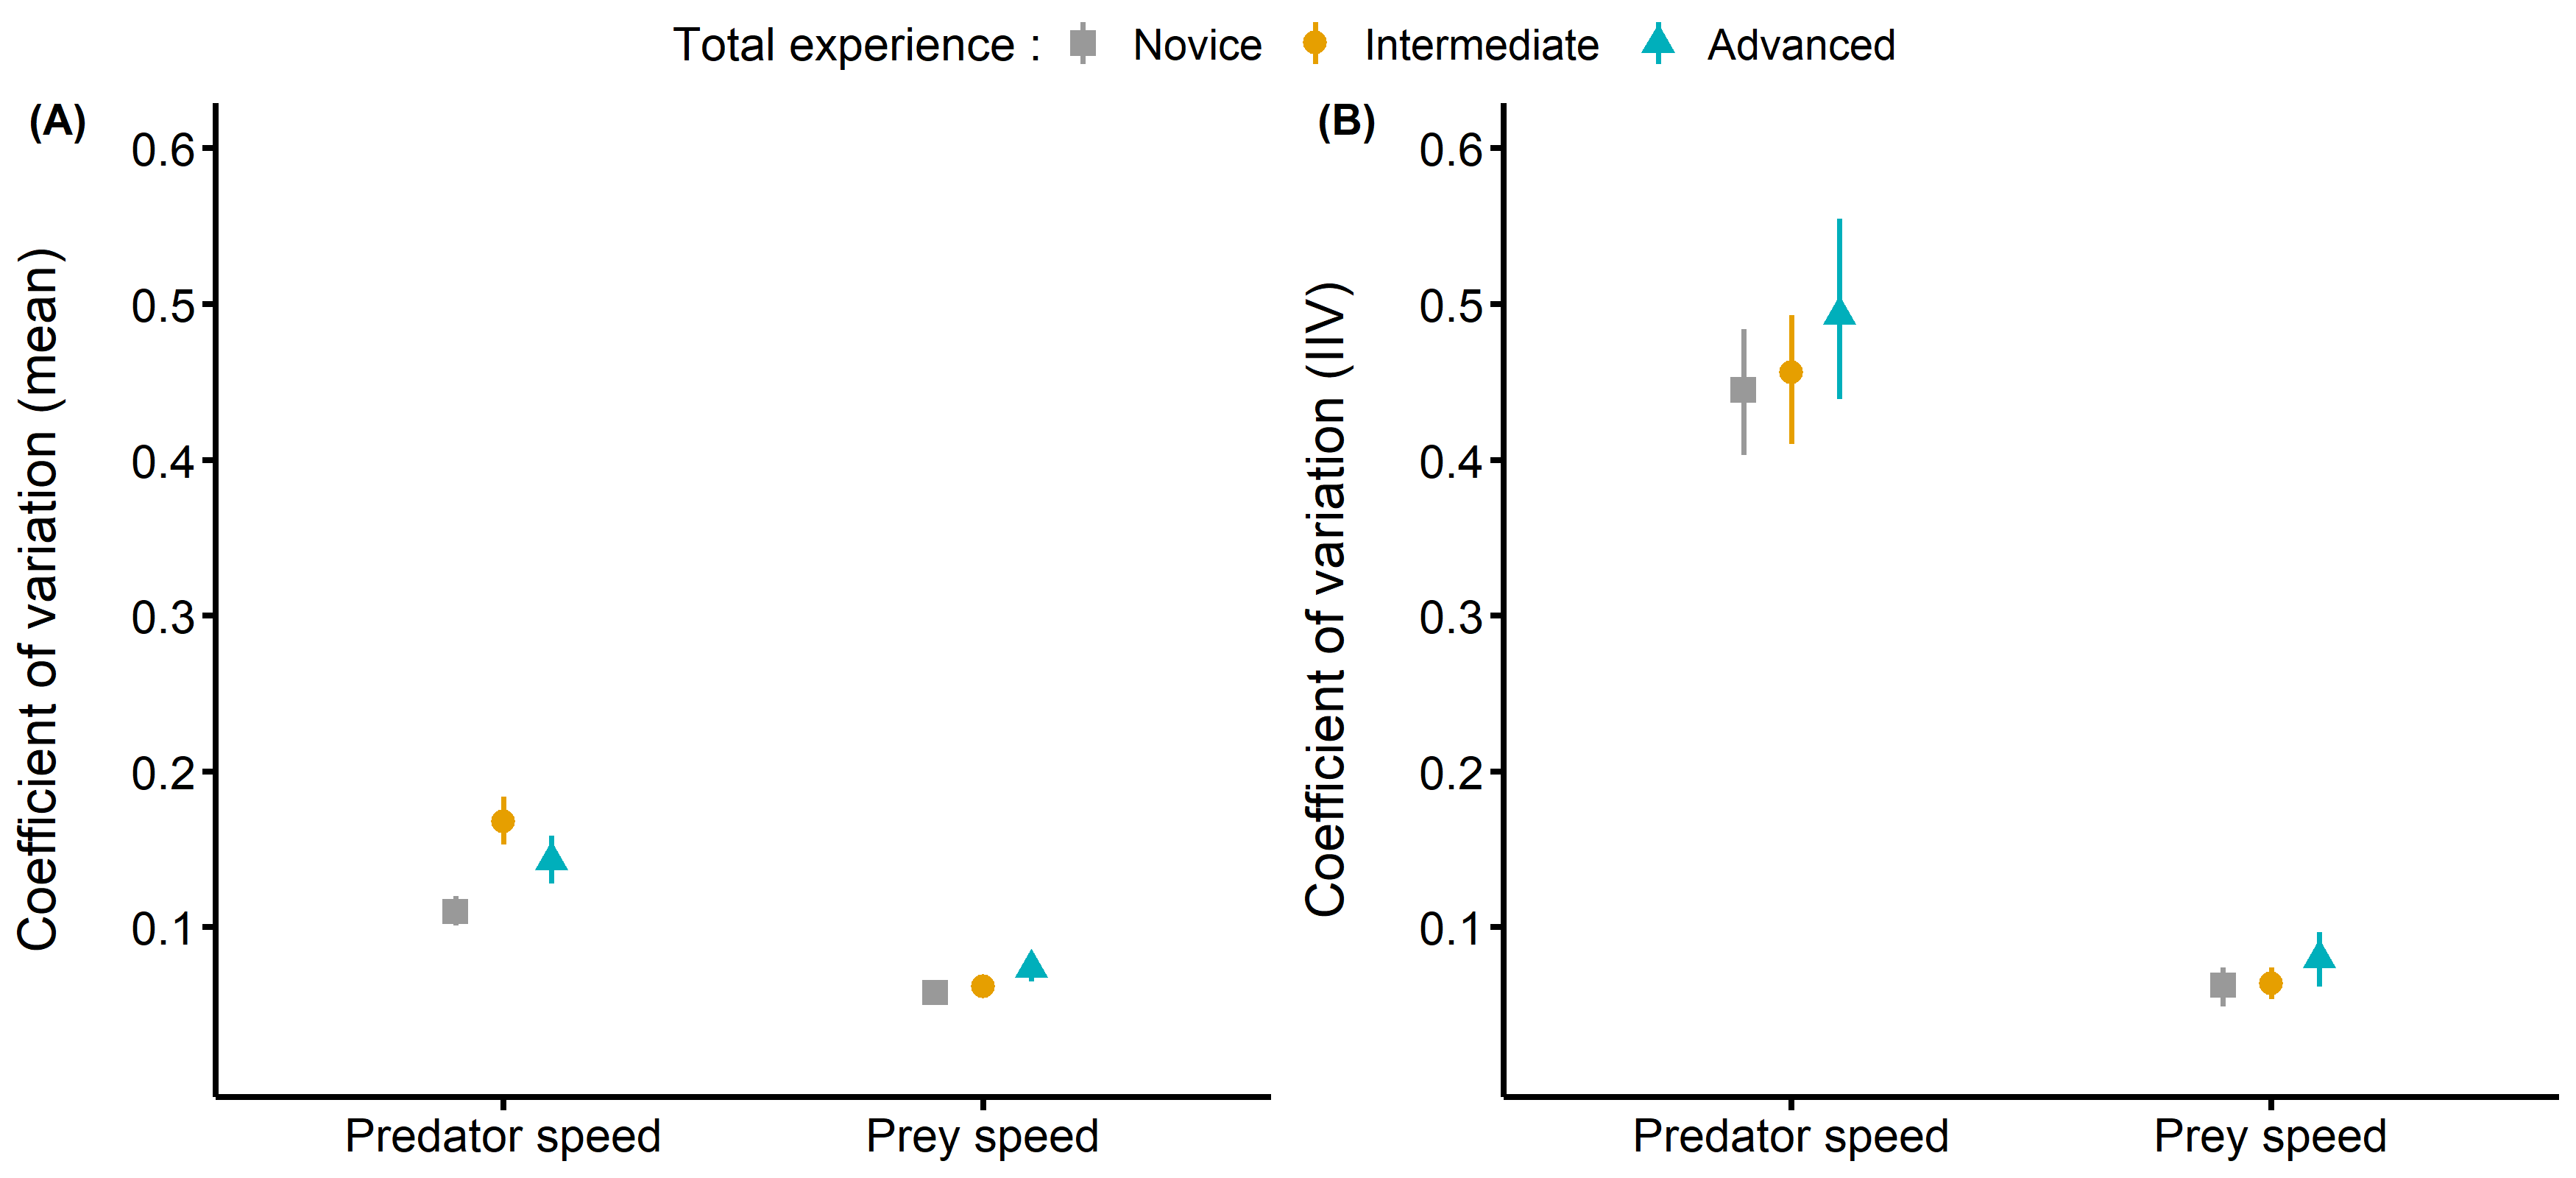 Total experience : Novice Intermediate Advanced
(A)
Coefficient of variation (mean)
0.6
0.5
0.4
0.3
0.2
0.1
Predator speed Prey speed
(B)
Coefficient of variation (IIV)
0.6
0.5
0.4
0.3
0.2
0.1
Predator speed Prey speed